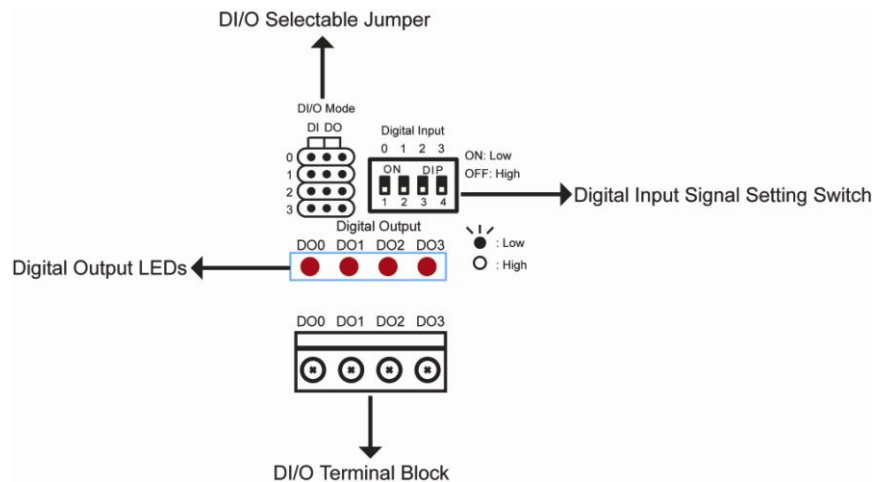 DI/O Selectable Jumper
DI/O Mode
DI DO
0
1
2
3
Digital Input
0 1 2 3
ON DIP
1 2 3 4
ON: Low
OFF: High
Digital Input Signal Setting Switch
Digital Output
DO0 DO1 DO2 DO3
: Low
: High
Digital Output LEDs
DO0 DO1 DO2 DO3
DI/O Terminal Block